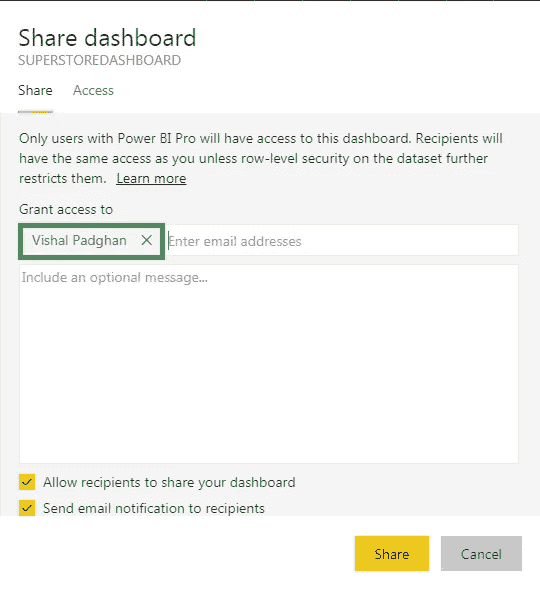 Share dashboard
SUPERSTOREDASHBOARD
Share Access
Only users with Power BI Pro will have access to this dashboard. Recipients will
have the same access as you unless row-level security on the dataset further
restricts them. Learn more
Grant access to
Vishal Padghan Enter email addresses
Include an optional message...
Allow recipients to share your dashboard
Send email notification to recipients
Share Cancel